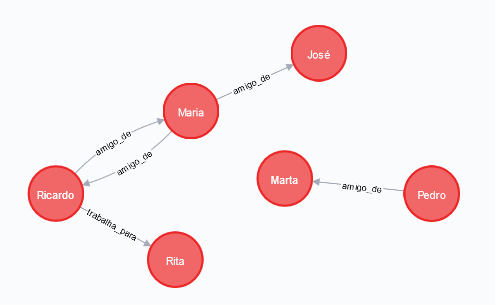 José
amigo_de
Maria
amigo_de
amigo_de
Marta
amigo_de
Pedro
Ricardo
trabalha_para
Rita